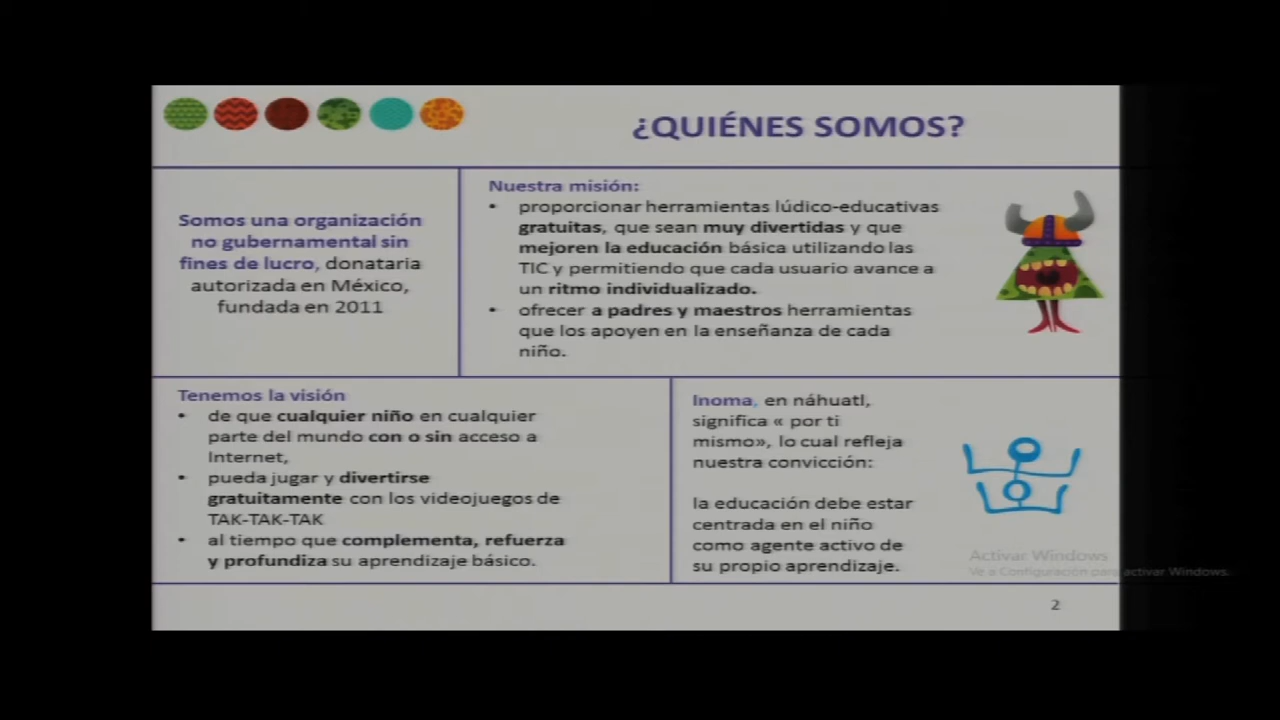 ¿QUIÉNES SOMOS?
Somos una organización
no gubernamental sin
fines de lucro, donataria
autorizada en México,
fundada en 2011
Nuestra misión:
• proporcionar herramientas lúdico-educativas
gratuitas, que sean muy divertidas y que
mejoren la educación básica utilizando las
TIC y permitiendo que cada usuario avance a
un ritmo individualizado.
• ofrecer a padres y maestros herramientas
que los apoyen en la enseñanza de cada
niño.
Tenemos la visión
• de que cualquier niño en cualquier
parte del mundo con o sin acceso a
Internet,
• pueda jugar y divertirse
gratuitamente con los videojuegos de
TAK-TAK-TAK
• al tiempo que complementa, refuerza
y profundiza su aprendizaje básico.
Inoma, en náhuatl,
significa « por ti
mismo», lo cual refleja
nuestra convicción:
la educación debe estar
centrada en el niño
como agente activo de
su propio aprendizaje.
Activar Windows
Ve a Configuración para activar Windows.
2